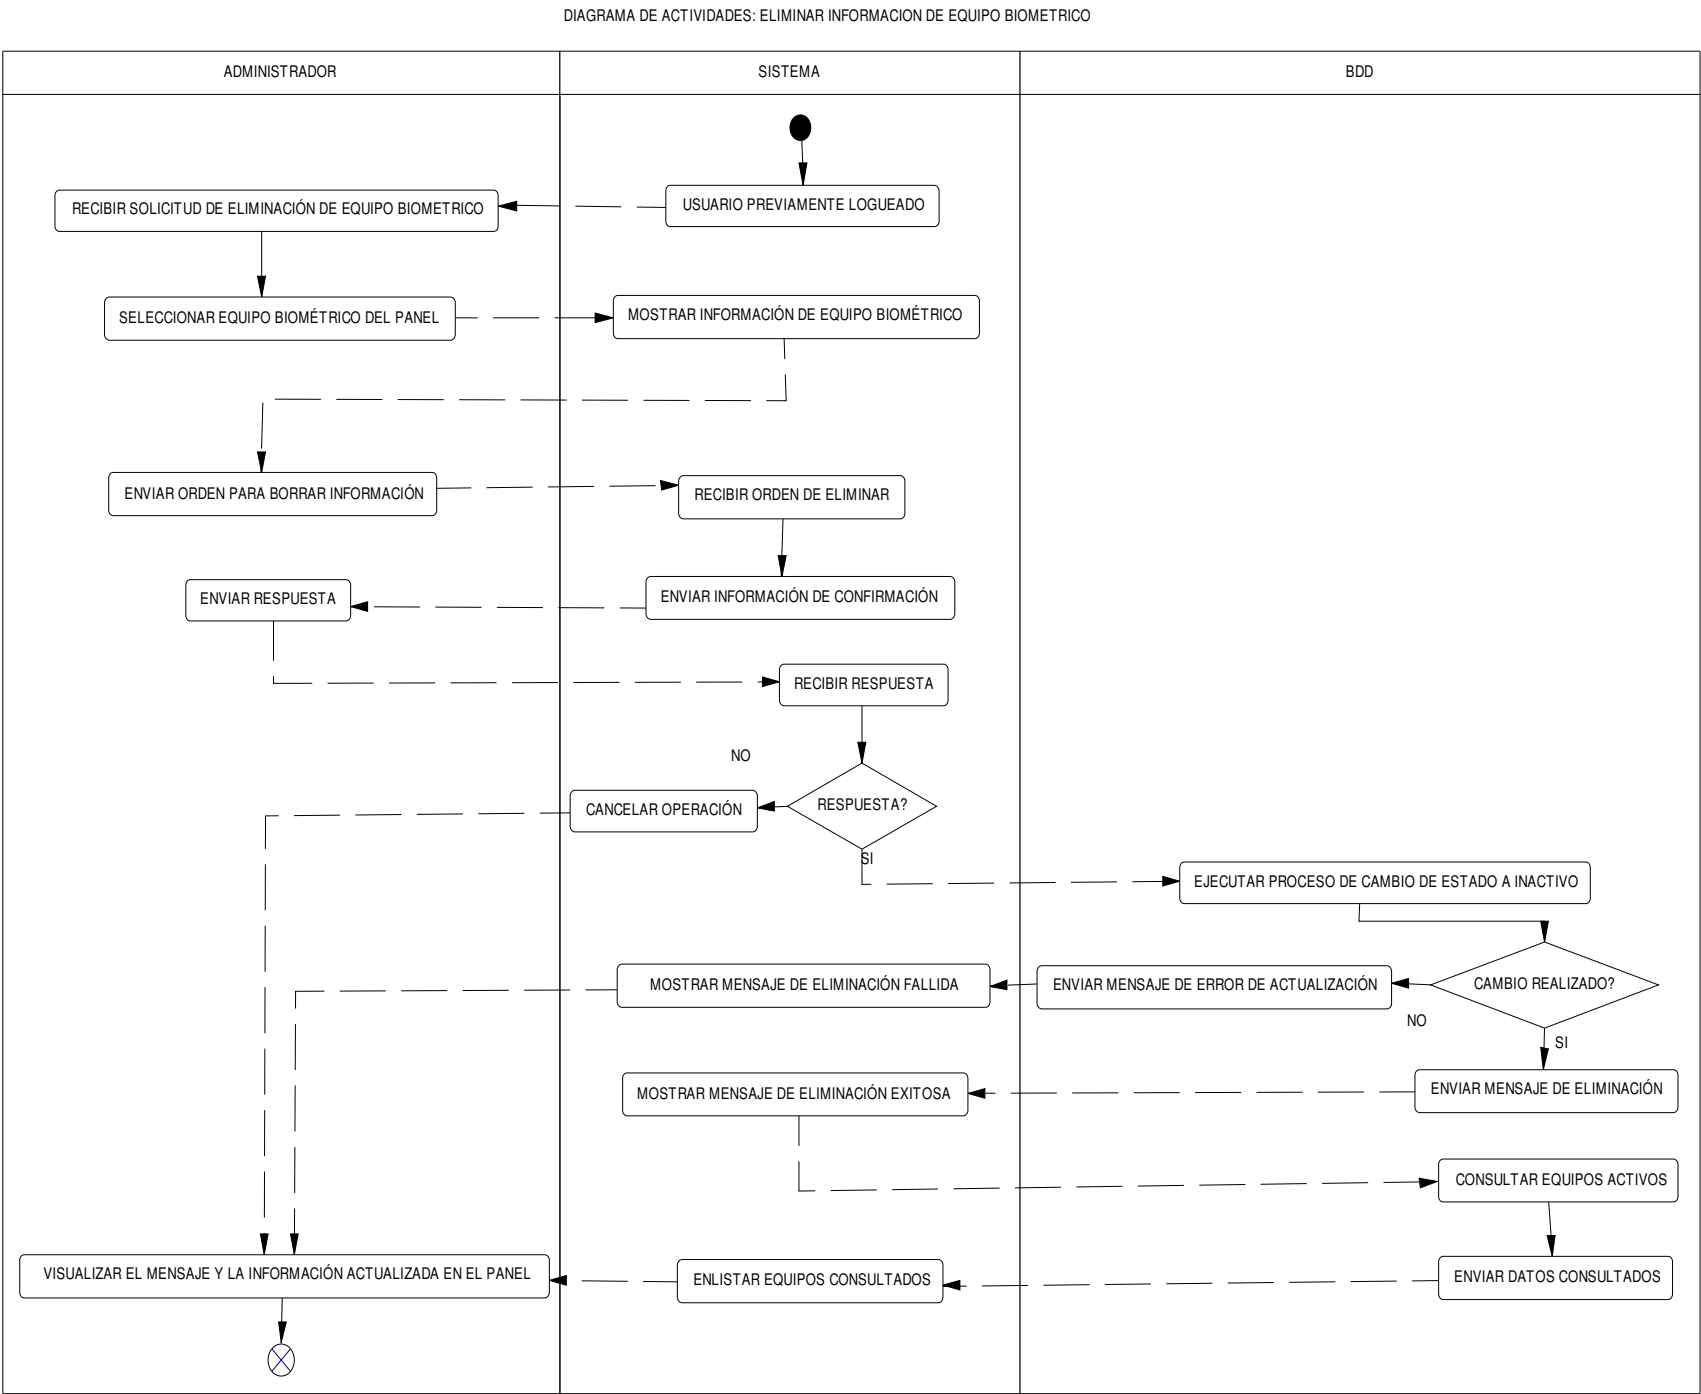 DIAGRAMA DE ACTIVIDADES: ELIMINAR INFORMACION DE EQUIPO BIOMETRICO
ADMINISTRADOR
SISTEMA
BDD
USUARIO PREVIAMENTE LOGUEADO
RECIBIR SOLICITUD DE ELIMINACIÓN DE EQUIPO BIOMETRICO
SELECCIONAR EQUIPO BIOMÉTRICO DEL PANEL
MOSTRAR INFORMACIÓN DE EQUIPO BIOMÉTRICO
ENVIAR ORDEN PARA BORRAR INFORMACIÓN
RECIBIR ORDEN DE ELIMINAR
ENVIAR INFORMACIÓN DE CONFIRMACIÓN
ENVIAR RESPUESTA
RECIBIR RESPUESTA
NO
RESPUESTA?
CANCELAR OPERACIÓN
SI
EJECUTAR PROCESO DE CAMBIO DE ESTADO A INACTIVO
CAMBIO REALIZADO?
ENVIAR MENSAJE DE ERROR DE ACTUALIZACIÓN
MOSTRAR MENSAJE DE ELIMINACIÓN FALLIDA
NO
SI
ENVIAR MENSAJE DE ELIMINACIÓN
MOSTRAR MENSAJE DE ELIMINACIÓN EXITOSA
CONSULTAR EQUIPOS ACTIVOS
ENVIAR DATOS CONSULTADOS
ENLISTAR EQUIPOS CONSULTADOS
VISUALIZAR EL MENSAJE Y LA INFORMACIÓN ACTUALIZADA EN EL PANEL